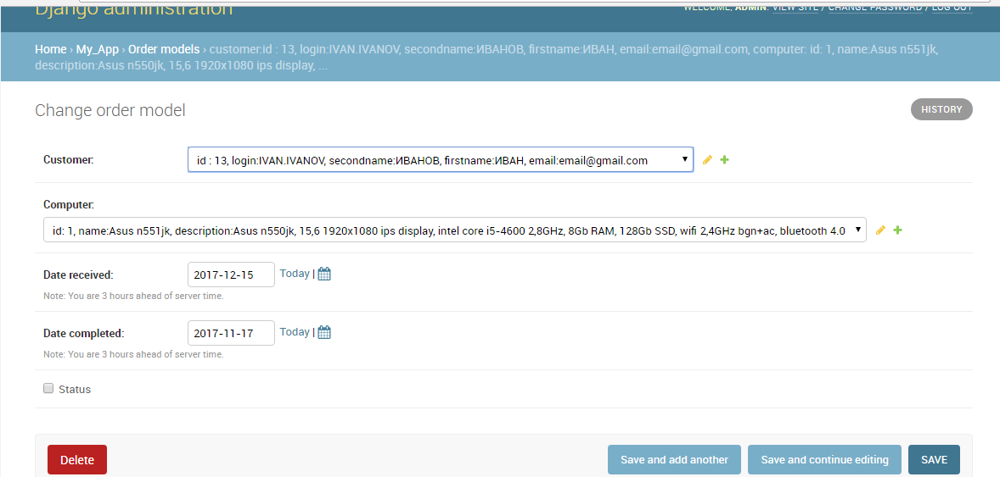 Django administration
WELCOME, ADMIN. VIEW SITE / CHANGE PASSWORD / LOG OUT
Home › My_App › Order models › customer:id : 13, login:IVAN.IVANOV, secondname:ИВАНОВ, firstname:ИВАН, email:email@gmail.com, computer: id: 1, name:Asus n551jk,
description:Asus n550jk, 15,6 1920x1080 ips display, ...
Change order model
HISTORY
Customer:
id : 13, login:IVAN.IVANOV, secondname:ИВАНОВ, firstname:ИВАН, email:email@gmail.com
Computer:
id: 1, name:Asus n551jk, description:Asus n550jk, 15,6 1920x1080 ips display, intel core i5-4600 2,8GHz, 8Gb RAM, 128Gb SSD, wifi 2,4GHz bgn+ac, bluetooth 4.0
Date received:
2017-12-15
Today |
Note: You are 3 hours ahead of server time.
Date completed:
2017-11-17
Today |
Note: You are 3 hours ahead of server time.
Status
Delete
Save and add another
Save and continue editing
SAVE